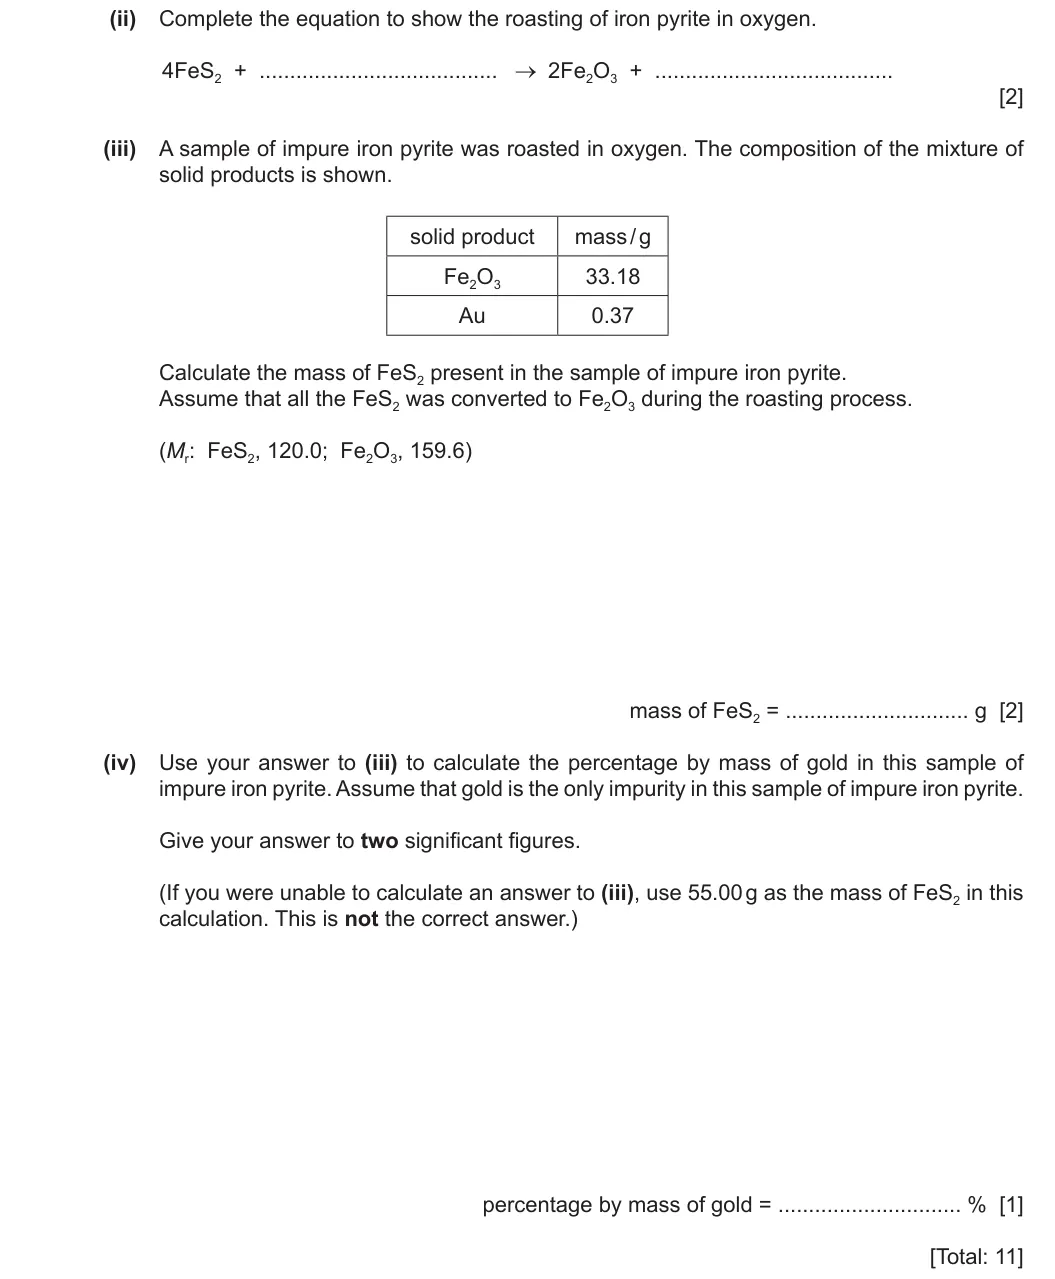 (ii) Complete the equation to show the roasting of iron pyrite in oxygen.
4FeS₂ + ....................................... → 2Fe₂O₃ + .......................................
[2]
(iii) A sample of impure iron pyrite was roasted in oxygen. The composition of the mixture of
solid products is shown.
solid product mass/g
Fe₂O₃ 33.18
Au 0.37
Calculate the mass of FeS₂ present in the sample of impure iron pyrite.
Assume that all the FeS₂ was converted to Fe₂O₃ during the roasting process.
(Mᵣ: FeS₂, 120.0; Fe₂O₃, 159.6)
mass of FeS₂ = .............................. g [2]
(iv) Use your answer to (iii) to calculate the percentage by mass of gold in this sample of
impure iron pyrite. Assume that gold is the only impurity in this sample of impure iron pyrite.
Give your answer to two significant figures.
(If you were unable to calculate an answer to (iii), use 55.00g as the mass of FeS₂ in this
calculation. This is not the correct answer.)
percentage by mass of gold = .............................. % [1]
[Total: 11]